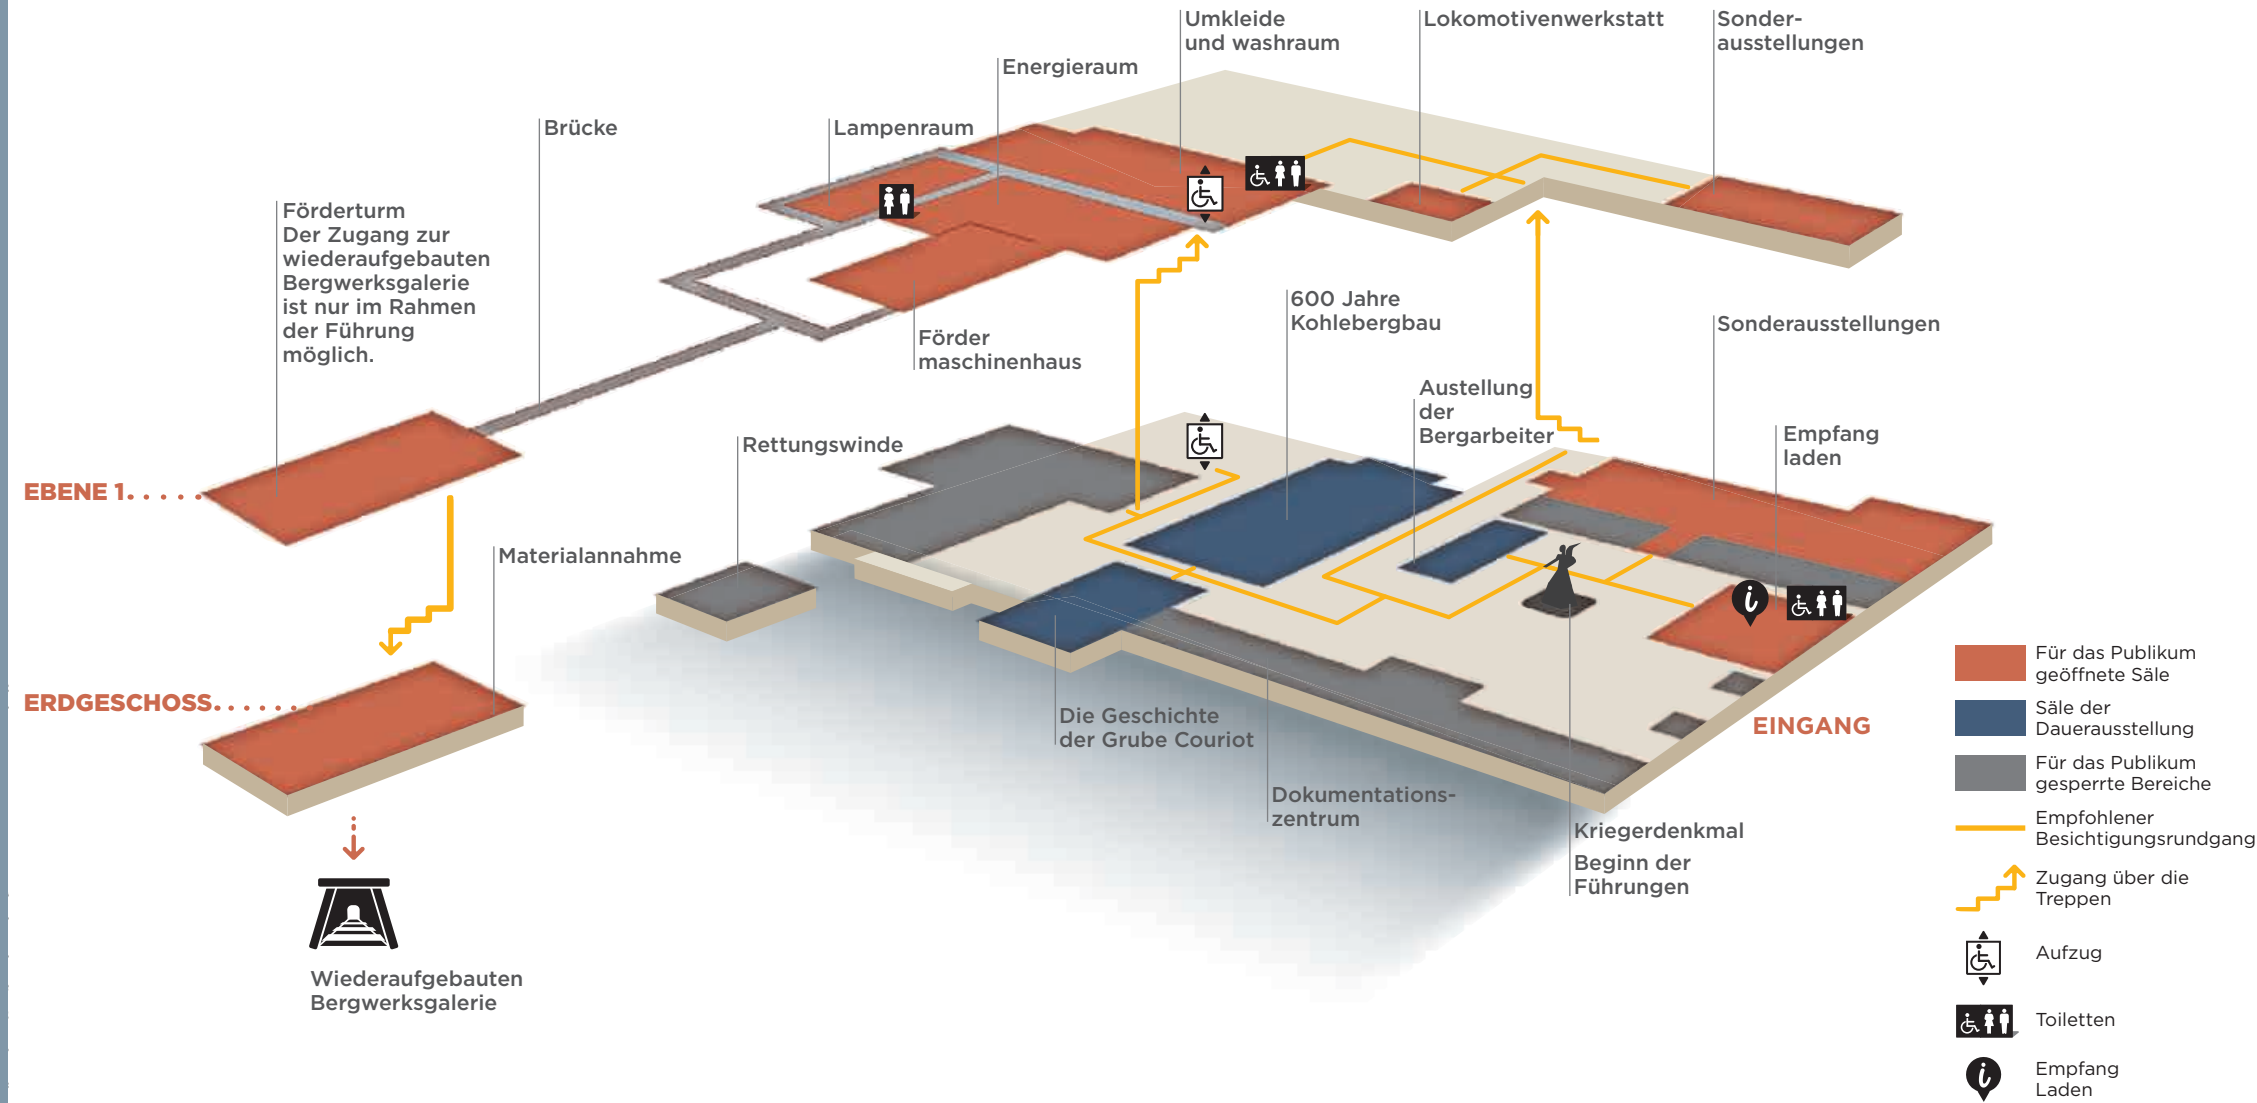 Umkleide
und washraum
Lokomotivenwerkstatt
Sonder-
ausstellungen
Energieraum
Brücke
Lampenraum
Förderturm
Der Zugang zur
wiederaufgebauten
Bergwerksgalerie
ist nur im Rahmen
der Führung
möglich.
Förder
maschinenhaus
600 Jahre
Kohlebergbau
Sonderausstellungen
Austellung
der
Bergarbeiter
Empfang
laden
Rettungswinde
EBENE 1.....
Materialannahme
ERDGESCHOSS......
Die Geschichte
der Grube Couriot
Dokumentations-
zentrum
Kriegerdenkmal
Beginn der
Führungen
EINGANG
Wiederaufgebauten
Bergwerksgalerie
Für das Publikum
geöffnete Säle
Säle der
Dauerausstellung
Für das Publikum
gesperrte Bereiche
Empfohlener
Besichtigungsrundgang
Zugang über die
Treppen
Aufzug
Toiletten
Empfang
Laden